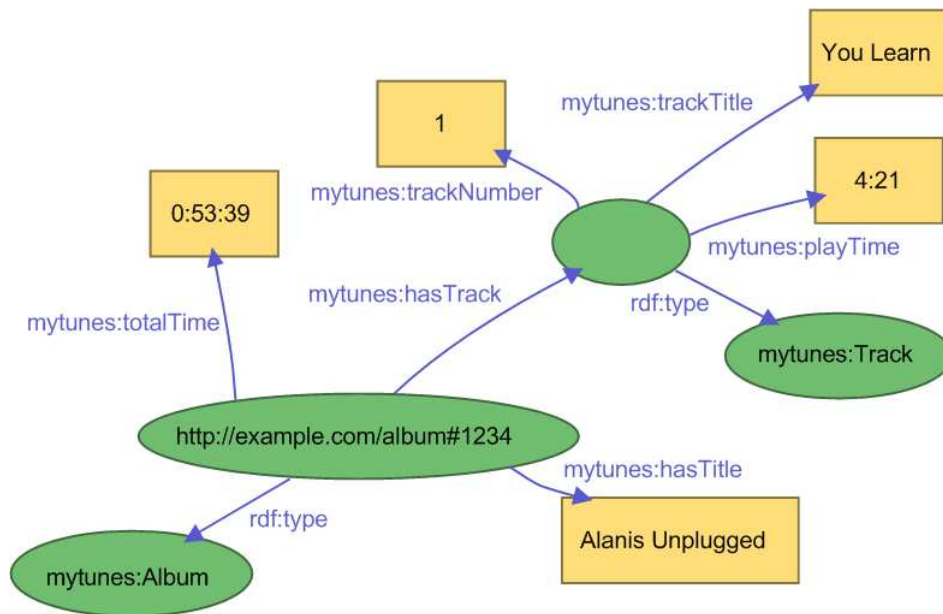 You Learn
mytunes:trackTitle
1
mytunes:trackNumber
4:21
0:53:39
mytunes:playTime
mytunes:hasTrack
rdf:type
mytunes:totalTime
mytunes:Track
http://example.com/album#1234
mytunes:hasTitle
rdf:type
Alanis Unplugged
mytunes:Album